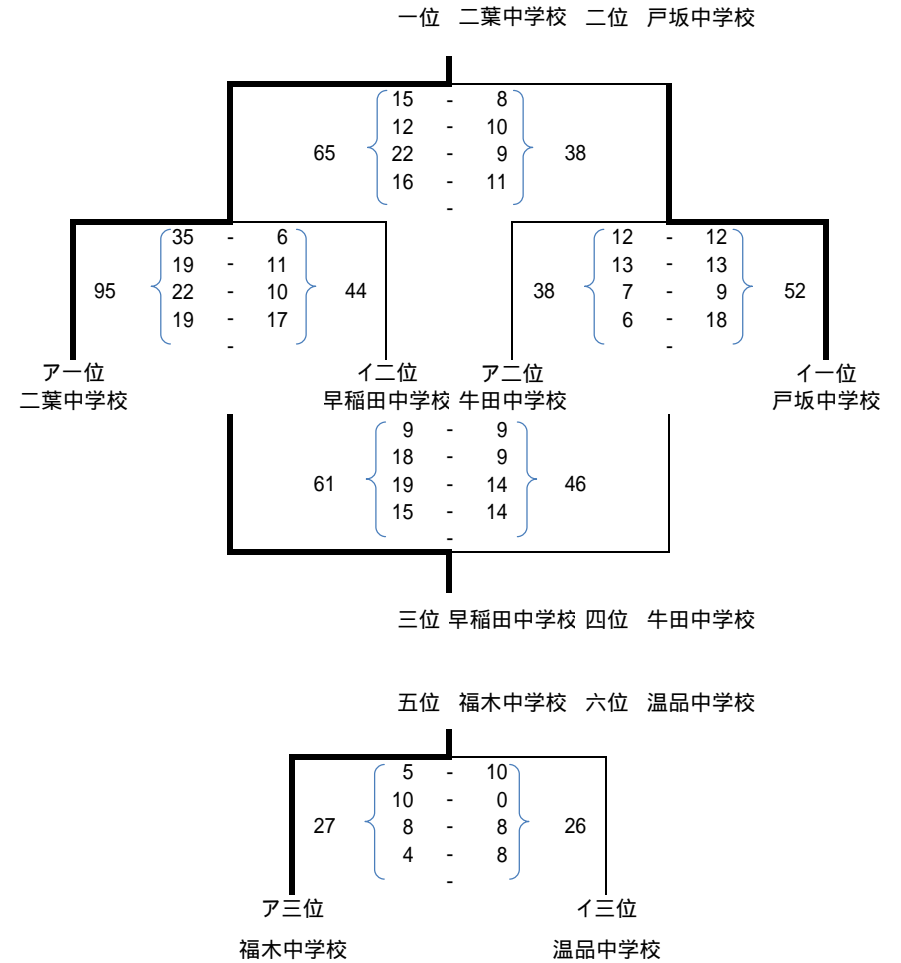 一位 二葉中学校 二位 戸坂中学校
15 - 8
12 - 10
65 22 - 9 38
16 - 11
-
35 - 6 12 - 12
19 - 11 13 - 13
95 22 - 10 44 38 7 - 9 52
19 - 17 6 - 18
- -
ア一位 イ二位 ア二位 イ一位
二葉中学校 早稲田中学校 牛田中学校 戸坂中学校
9 - 9
18 - 9
61 19 - 14 46
15 - 14
-
三位 早稲田中学校 四位 牛田中学校
五位 福木中学校 六位 温品中学校
5 - 10
10 - 0
27 8 - 8 26
4 - 8
-
ア三位 イ三位
福木中学校 温品中学校